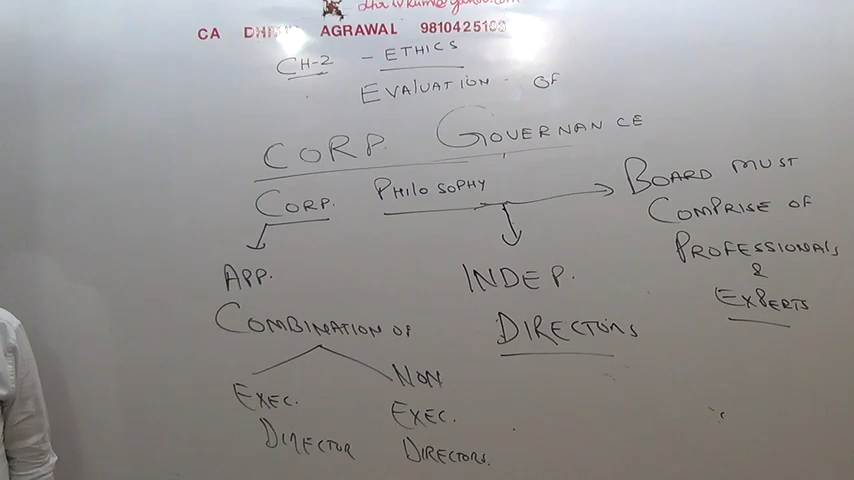 CA AGRAWAL
CH-2 - ETHICS
EVALUATION OF
CORP. GOVERNANCE
CORP. PHILOSOPHY
BOARD MUST
COMPRISE OF
PROFESSIONALS
&
EXPERTS
APP.
COMBINATION OF
EXEC.
DIRECTOR
NON
EXEC.
DIRECTORS.
INDEP.
DIRECTORS